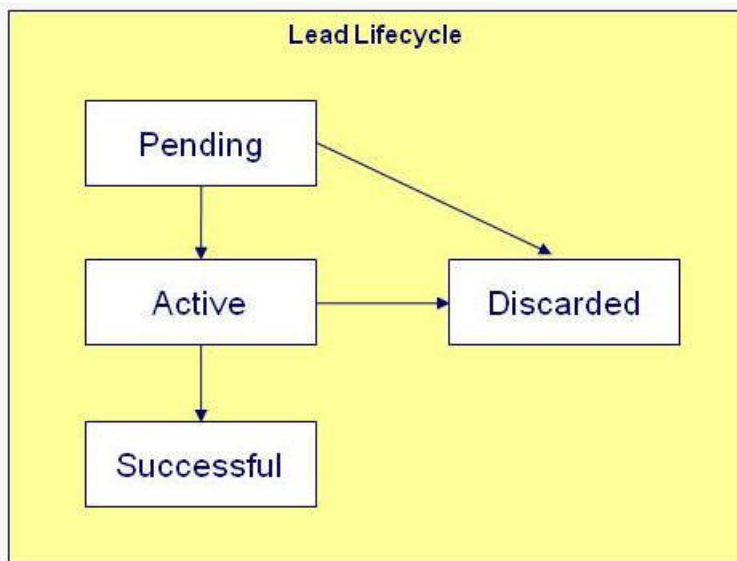 Lead Lifecycle
Pending
Active
Discarded
Successful